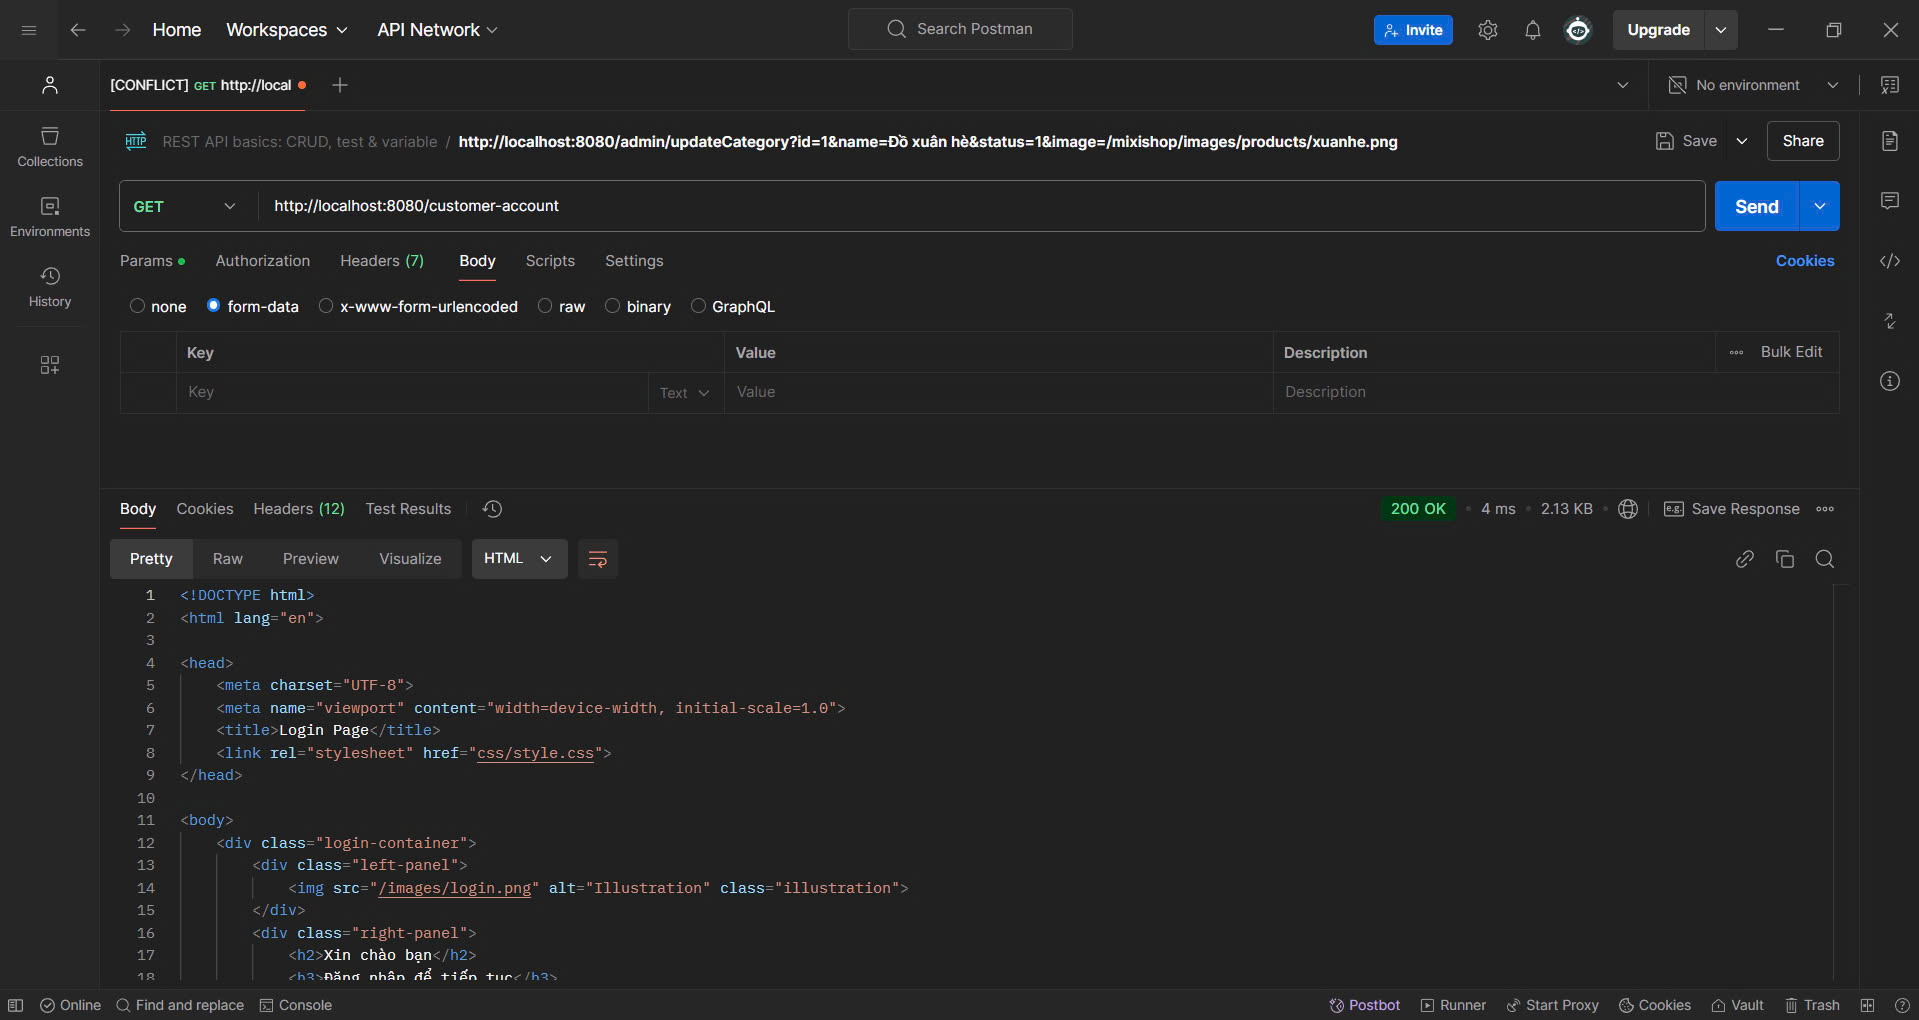 Home Workspaces API Network Search Postman Invite Upgrade
[CONFLICT] GET http://local No environment
HTTP REST API basics: CRUD, test & variable / http://localhost:8080/admin/updateCategory?id=1&name=Đồ xuân hè&status=1&image=/mixishop/images/products/xuanhe.png Save Share
Collections
Environments
History
GET http://localhost:8080/customer-account Send
Params Authorization Headers (7) Body Scripts Settings Cookies
none form-data x-www-form-urlencoded raw binary GraphQL
Key Value Description Bulk Edit
Key Text Value Description
Body Cookies Headers (12) Test Results 200 OK 4 ms 2.13 KB e.g. Save Response
Pretty Raw Preview Visualize HTML
1 <!DOCTYPE html>
2 <html lang="en">
3
4 <head>
5 <meta charset="UTF-8">
6 <meta name="viewport" content="width=device-width, initial-scale=1.0">
7 <title>Login Page</title>
8 <link rel="stylesheet" href="css/style.css">
9 </head>
10
11 <body>
12 <div class="login-container">
13 <div class="left-panel">
14 <img src="/images/login.png" alt="Illustration" class="illustration">
15 </div>
16 <div class="right-panel">
17 <h2>Xin chào bạn</h2>
18 <h3>Đăng nhập để tiếp tục</h3>
Online Find and replace Console Postbot Runner Start Proxy Cookies Vault Trash